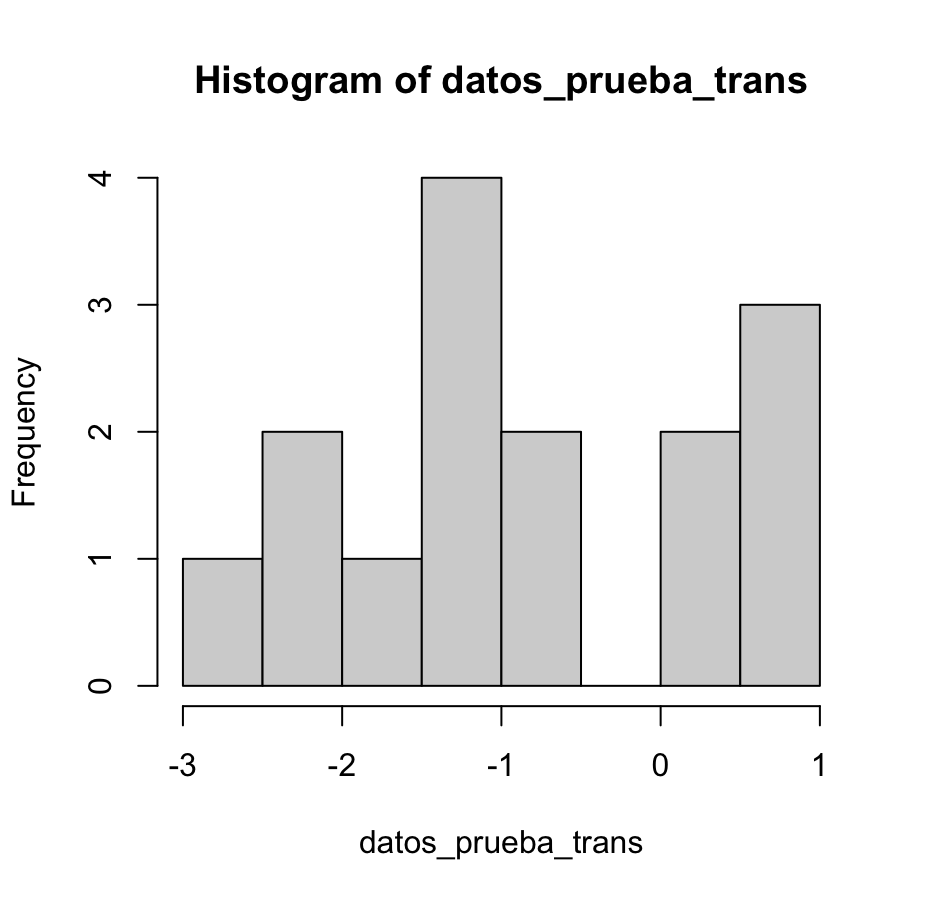 Histogram of datos_prueba_trans
4
3
2
1
0
Frequency
-3 -2 -1 0 1
datos_prueba_trans